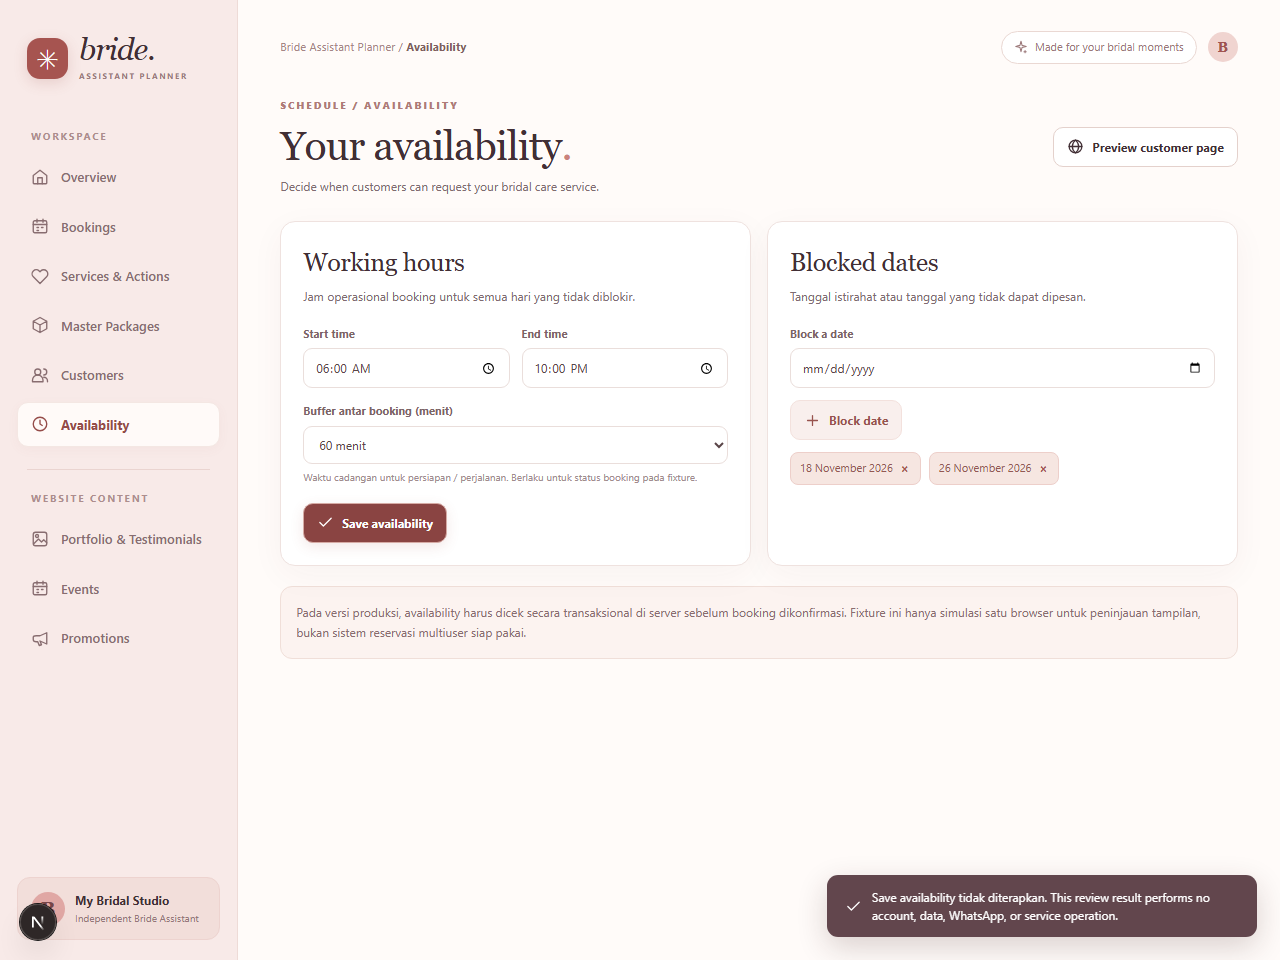 bride.
ASSISTANT PLANNER
WORKSPACE
Overview
Bookings
Services & Actions
Master Packages
Customers
Availability
WEBSITE CONTENT
Portfolio & Testimonials
Events
Promotions
My Bridal Studio
Independent Bride Assistant
N
Bride Assistant Planner / Availability
Made for your bridal moments
B
SCHEDULE / AVAILABILITY
Your availability.
Decide when customers can request your bridal care service.
Preview customer page
Working hours
Jam operasional booking untuk semua hari yang tidak diblokir.
Start time
End time
06:00 AM
10:00 PM
Buffer antar booking (menit)
60 menit
Waktu cadangan untuk persiapan / perjalanan. Berlaku untuk status booking pada fixture.
Save availability
Blocked dates
Tanggal istirahat atau tanggal yang tidak dapat dipesan.
Block a date
mm/dd/yyyy
Block date
18 November 2026 ×
26 November 2026 ×
Pada versi produksi, availability harus dicek secara transaksional di server sebelum booking dikonfirmasi. Fixture ini hanya simulasi satu browser untuk peninjauan tampilan,
bukan sistem reservasi multiuser siap pakai.
Save availability tidak diterapkan. This review result performs no
account, data, WhatsApp, or service operation.